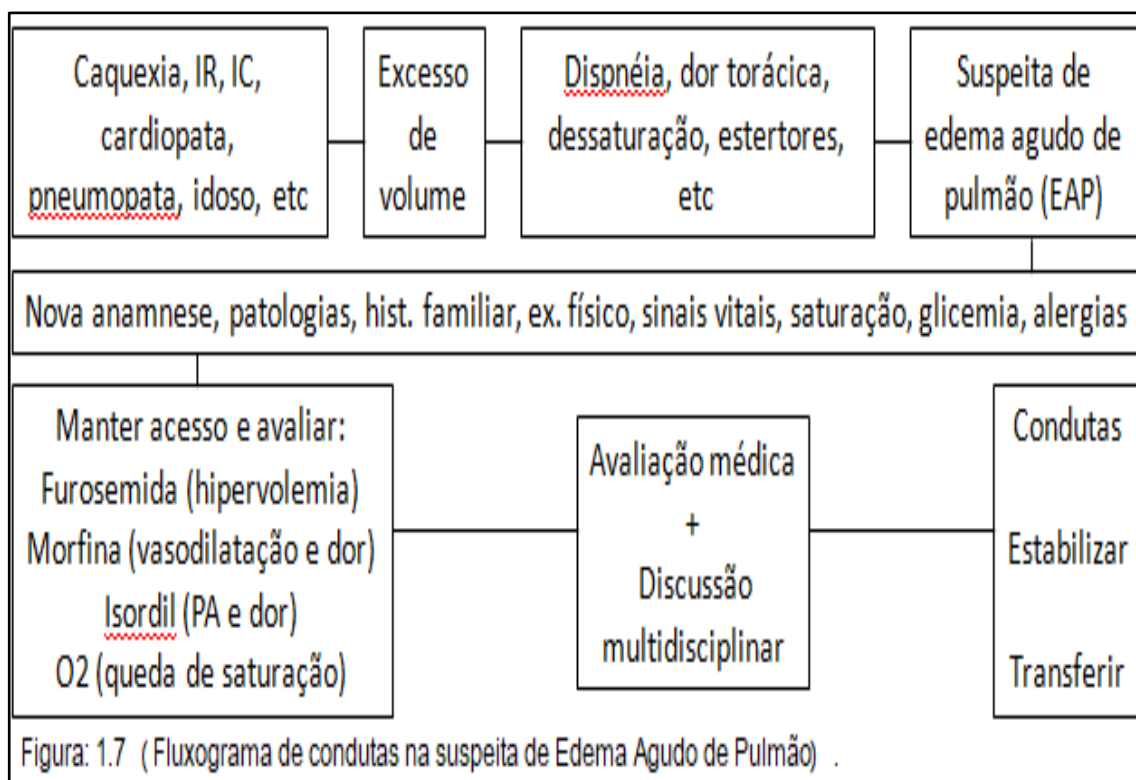 Caquexia, IR, IC,
cardiopata,
pneumopata, idoso, etc
Excesso
de
volume
Dispnéia, dor torácica,
dessaturação, estertores,
etc
Suspeita de
edema agudo de
pulmão (EAP)
Nova anamnese, patologias, hist. familiar, ex. físico, sinais vitais, saturação, glicemia, alergias
Manter acesso e avaliar:
Furosemida (hipervolemia)
Morfina (vasodilatação e dor)
Isordil (PA e dor)
O2 (queda de saturação)
Avaliação médica
+
Discussão
multidisciplinar
Condutas
Estabilizar
Transferir
Figura: 1.7 ( Fluxograma de condutas na suspeita de Edema Agudo de Pulmão) .